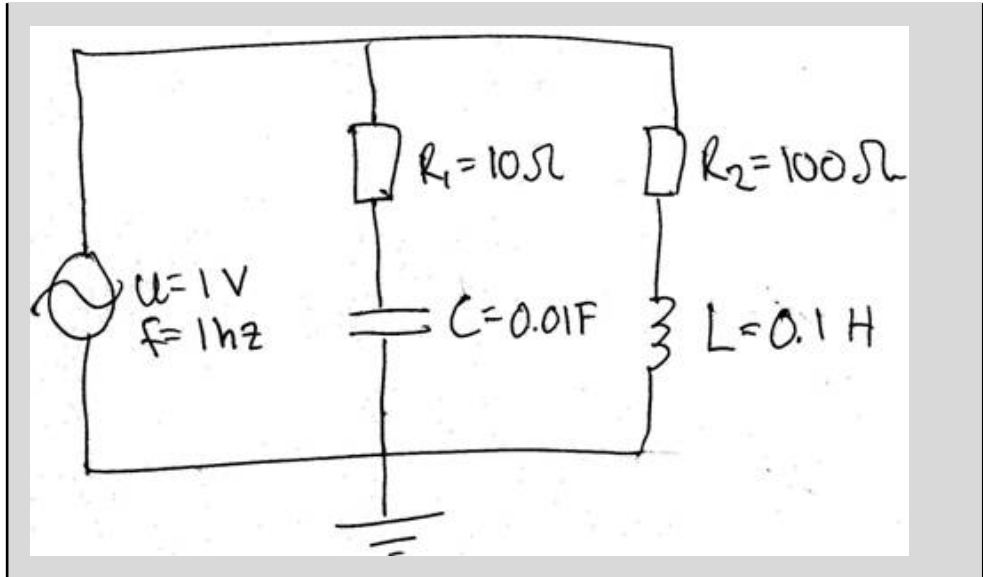 R₁=10Ω
R₂=100Ω
u=1V
f=1hz
C=0.01F
L=0.1H